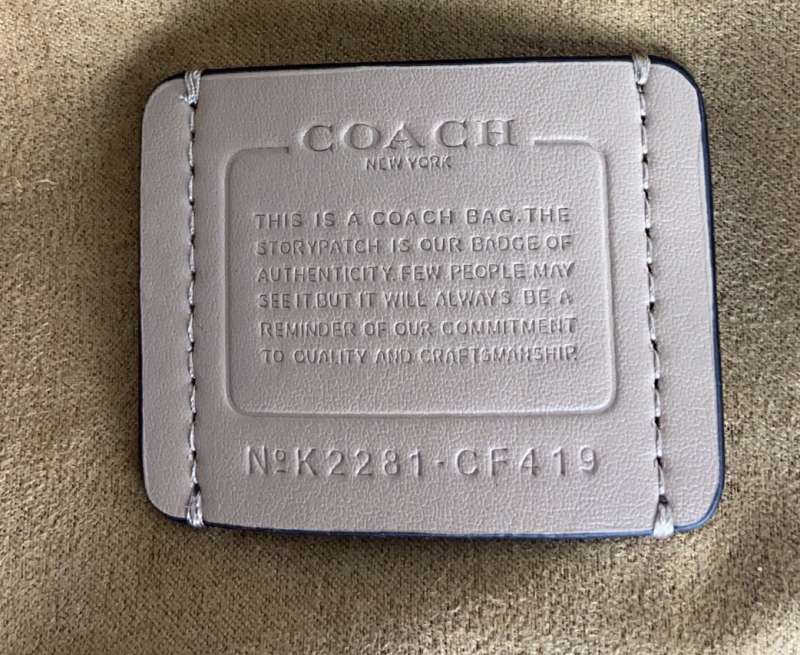 COACH
NEW YORK
THIS IS A COACH BAG. THE
STORYPATCH IS OUR BADGE OF
AUTHENTICITY. FEW PEOPLE MAY
SEE IT. BUT IT WILL ALWAYS BE A
REMINDER OF OUR COMMITMENT
TO QUALITY AND CRAFTSMANSHIP.
NºK2281-CF419